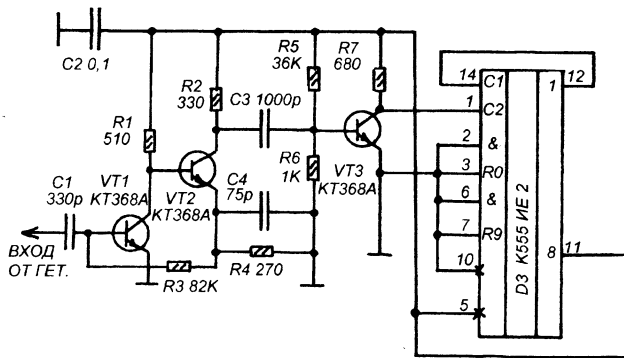 C2 0,1
R1
510
R2
330
C3 1000p
R5
36K
R7
680
C1
330p
VT1
KT368A
VT2
KT368A
C4
75p
R6
1K
VT3
KT368A
ВХОД
ОТ ГЕТ.
R3 82K
R4 270
14 C1 1 12
1 C2
2 &
3 R0
6 &
7 R9 8 11
10
5
D3 K555 ИЕ 2